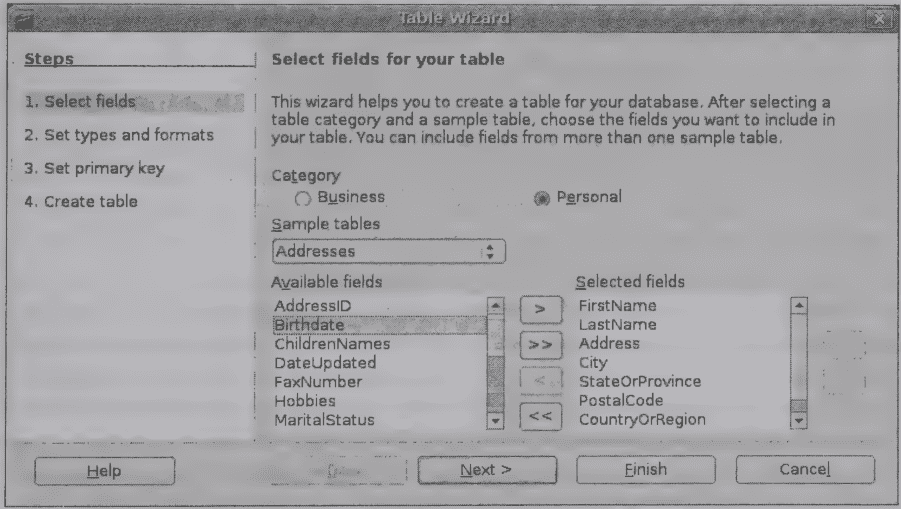 Table Wizard
Steps
1. Select fields
2. Set types and formats
3. Set primary key
4. Create table
Select fields for your table
This wizard helps you to create a table for your database. After selecting a
table category and a sample table, choose the fields you want to include in
your table. You can include fields from more than one sample table.
Category
Business
Personal
Sample tables
Addresses
Available fields
AddressID
Birthdate
ChildrenNames
DateUpdated
FaxNumber
Hobbies
MaritalStatus
>
>>
<
<<
Selected fields
FirstName
LastName
Address
City
StateOrProvince
PostalCode
CountryOrRegion
Help
Next >
Finish
Cancel